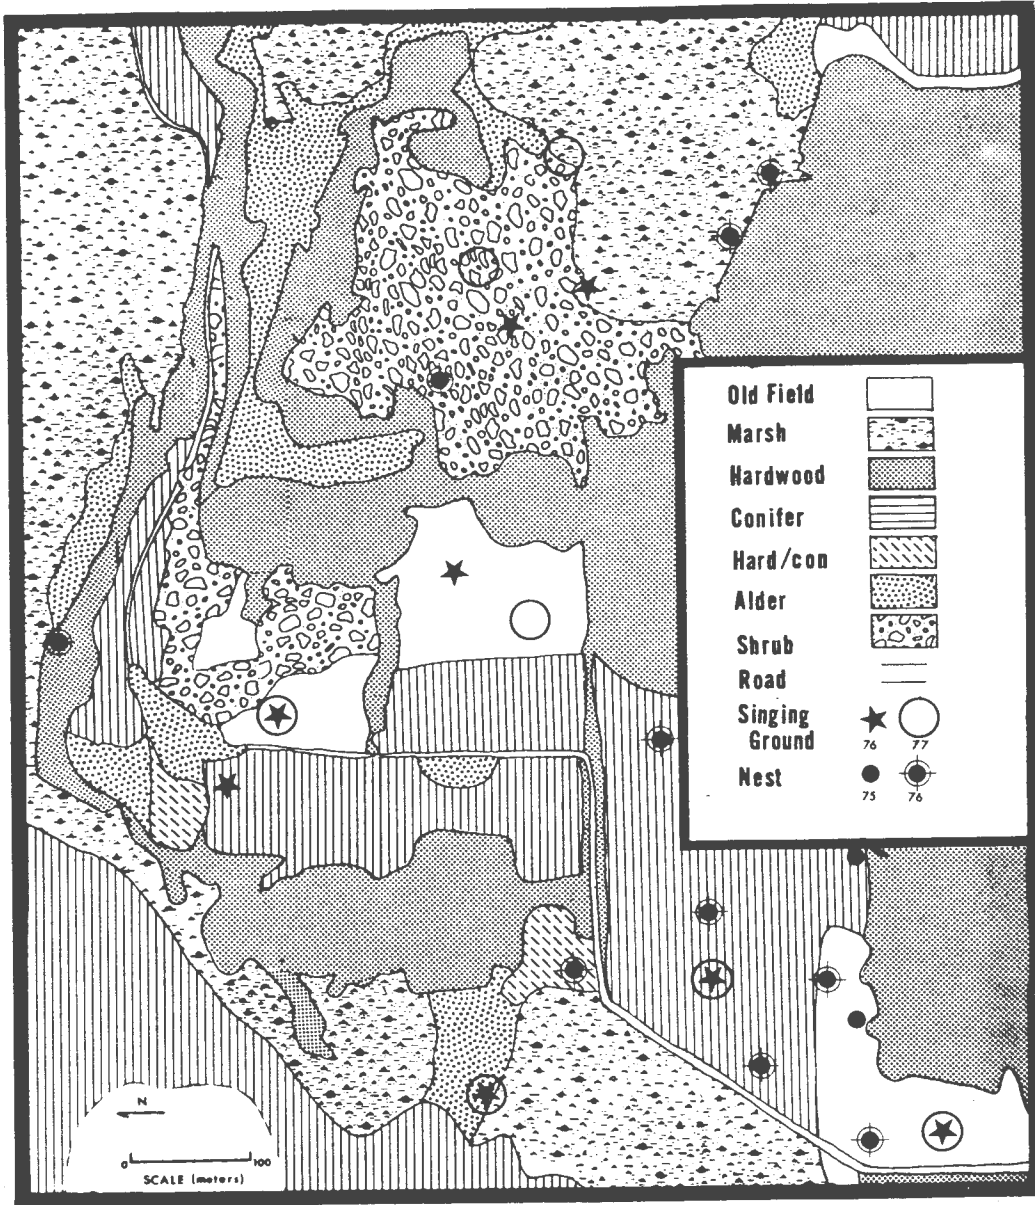 Old Field
Marsh
Hardwood
Conifer
Hard/con
Alder
Shrub
Road
Singing
Ground
76 77
Nest
75 76
N
0 100
SCALE (meters)